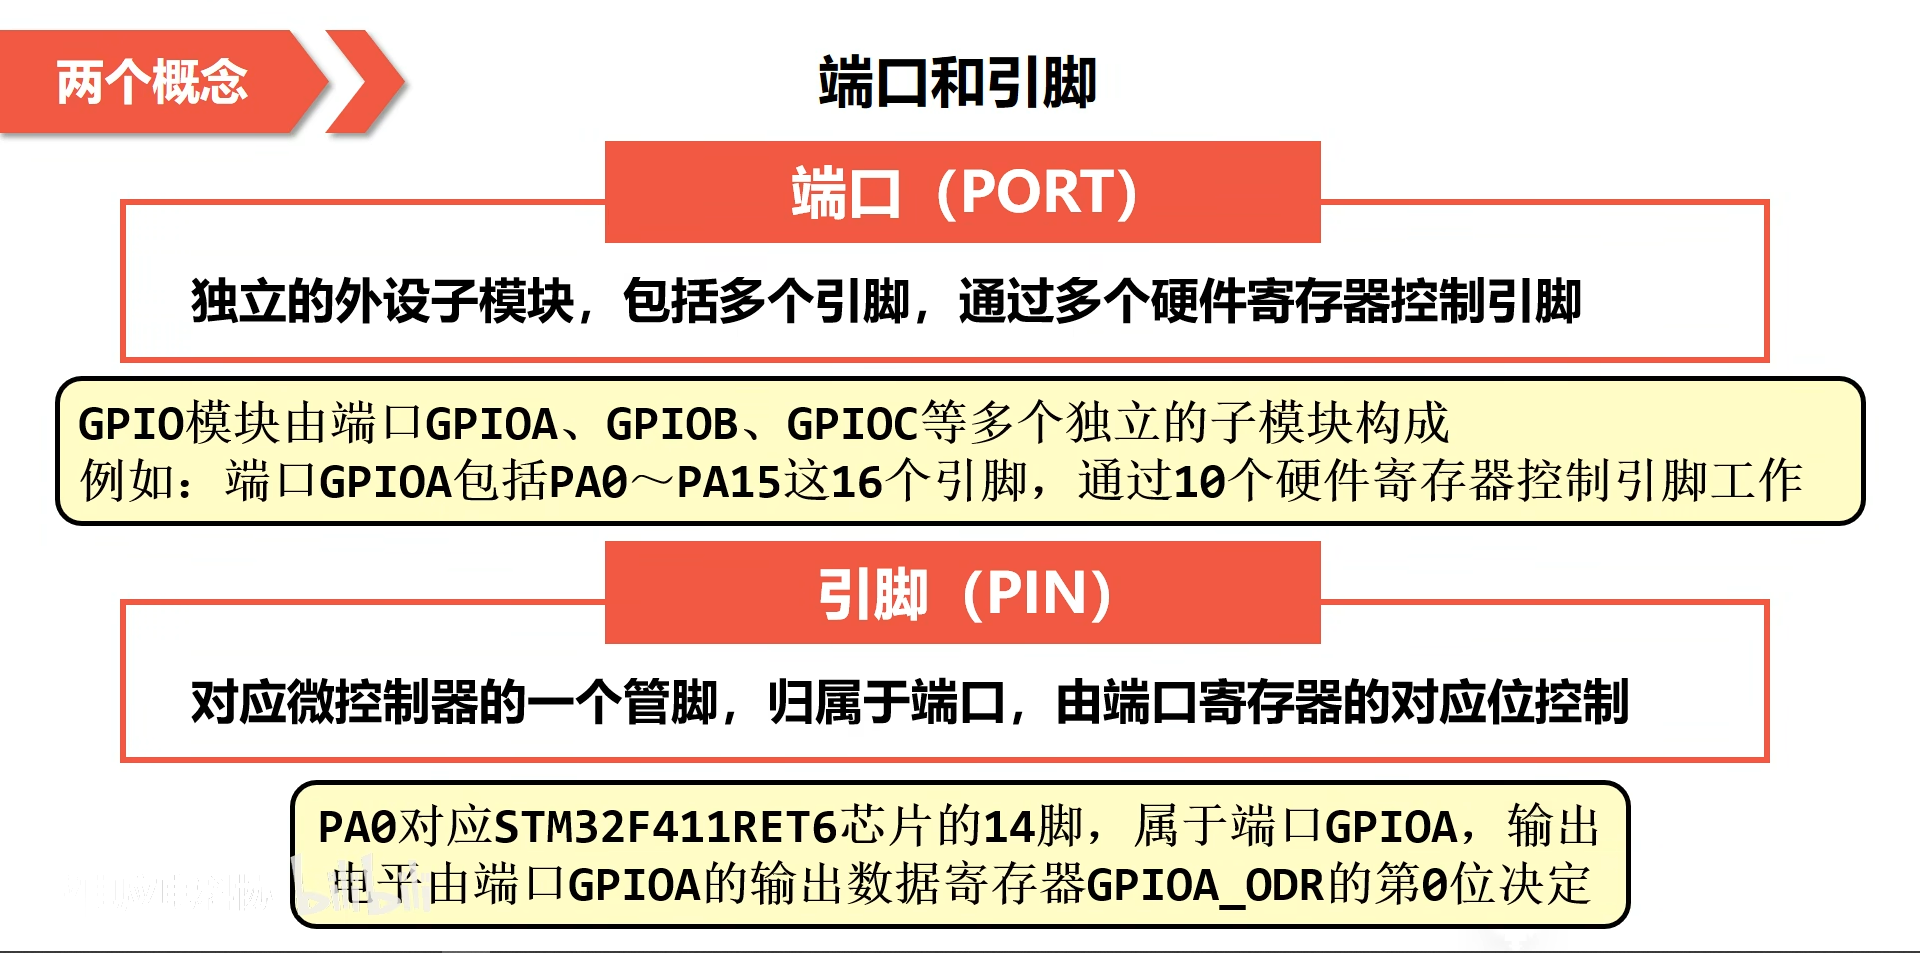 两个概念
端口和引脚
端口（PORT）
独立的外设子模块，包括多个引脚，通过多个硬件寄存器控制引脚
GPIO模块由端口GPIOA、GPIOB、GPIOC等多个独立的子模块构成
例如：端口GPIOA包括PA0～PA15这16个引脚，通过10个硬件寄存器控制引脚工作
引脚（PIN）
对应微控制器的一个管脚，归属于端口，由端口寄存器的对应位控制
PA0对应STM32F411RET6芯片的14脚，属于端口GPIOA，输出
电平由端口GPIOA的输出数据寄存器GPIOA_ODR的第0位决定
bilibili